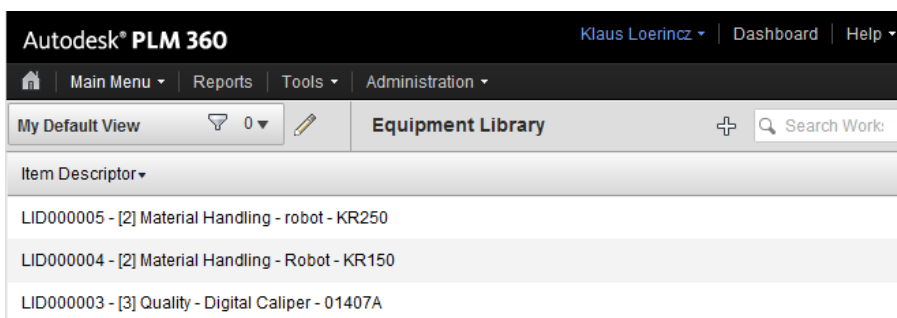 Autodesk® PLM 360 Klaus Loerincz Dashboard Help
Main Menu Reports Tools Administration
My Default View 0 Equipment Library Search Works
Item Descriptor
LID000005 - [2] Material Handling - robot - KR250
LID000004 - [2] Material Handling - Robot - KR150
LID000003 - [3] Quality - Digital Caliper - 01407A